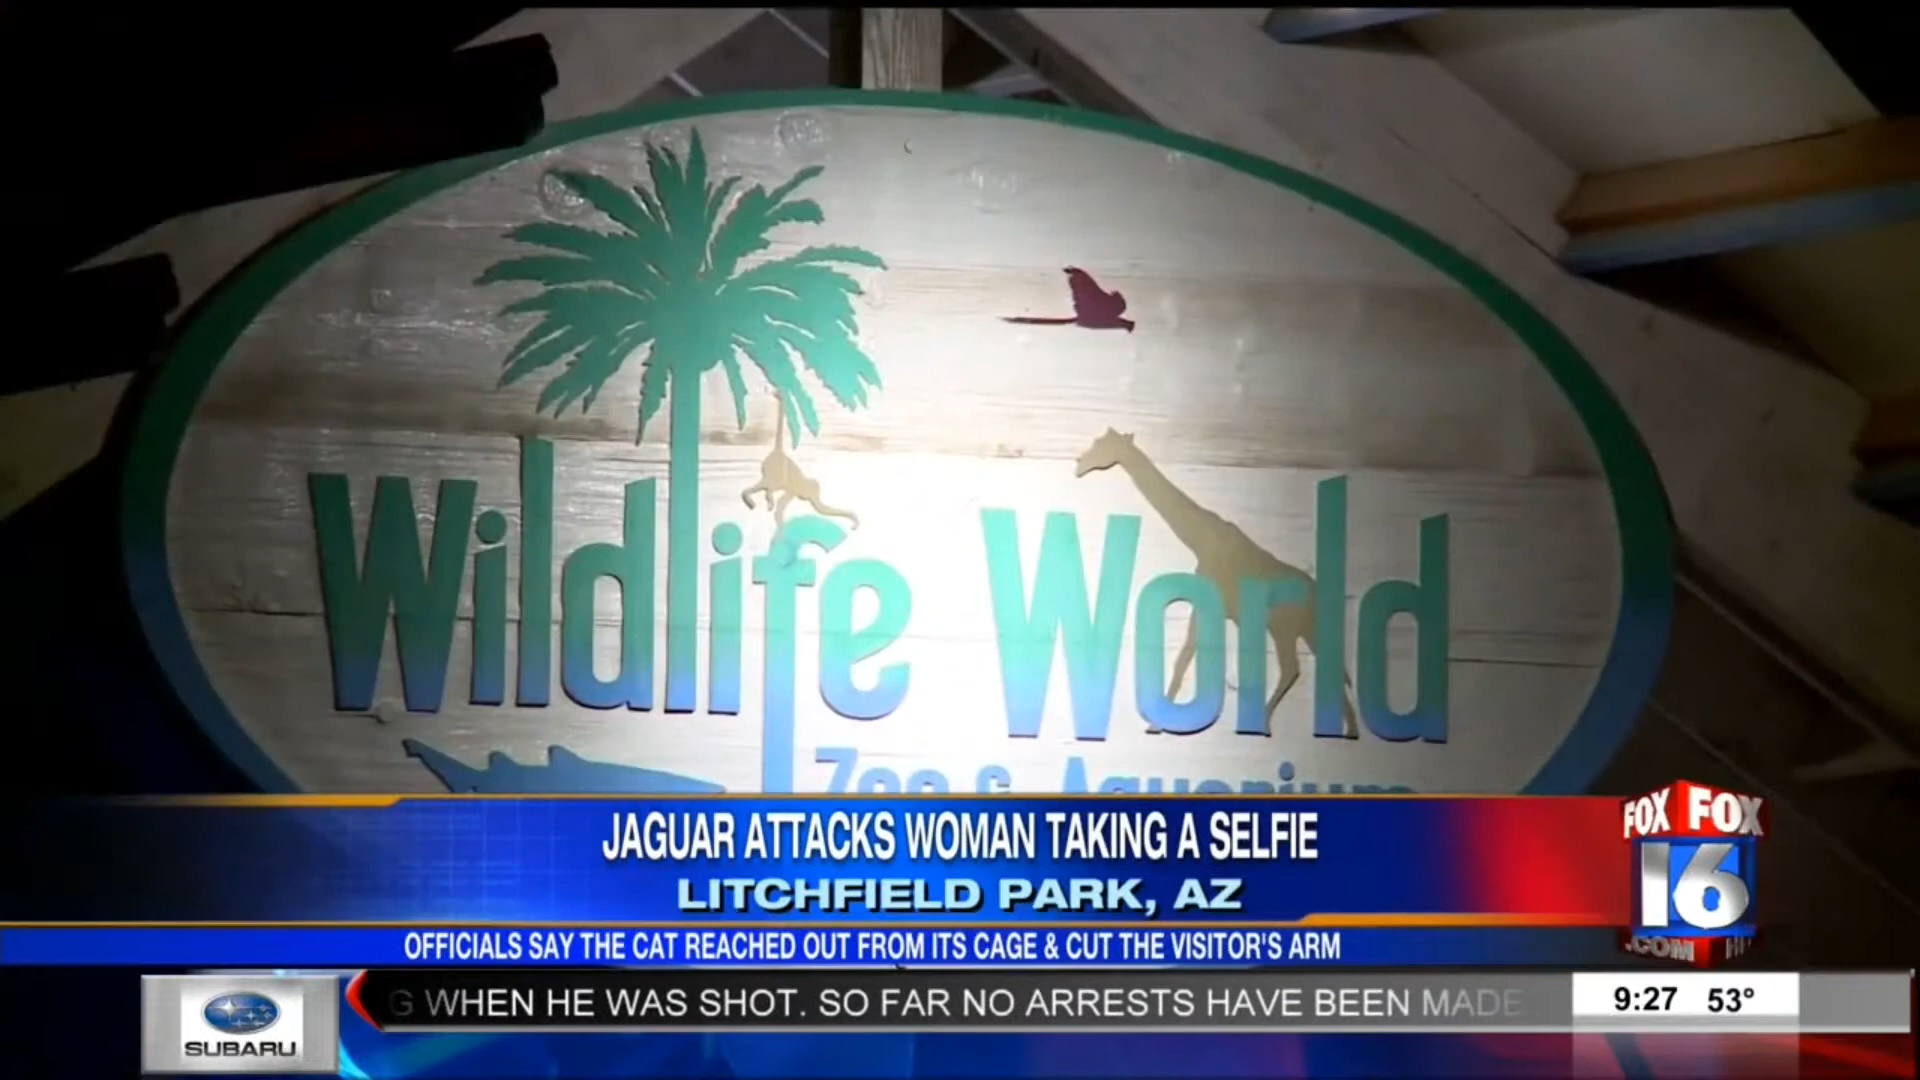 Wildlife World
Zoo & Aquarium
JAGUAR ATTACKS WOMAN TAKING A SELFIE
LITCHFIELD PARK, AZ
OFFICIALS SAY THE CAT REACHED OUT FROM ITS CAGE & CUT THE VISITOR'S ARM
FOX FOX
16
.COM
SUBARU
G WHEN HE WAS SHOT. SO FAR NO ARRESTS HAVE BEEN MADE
9:27 53°